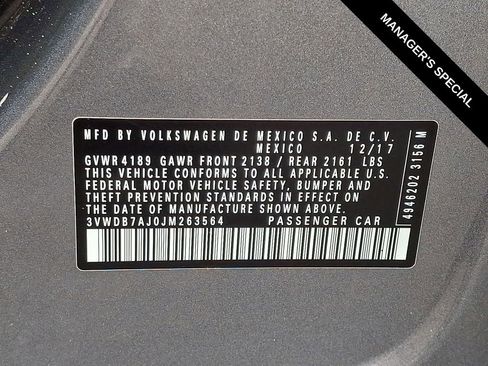 MANAGER'S SPECIAL
MFD BY VOLKSWAGEN DE MEXICO S.A. DE C.V.
MEXICO 12/17
GVWR 4189 GAWR FRONT 2138 / REAR 2161 LBS
THIS VEHICLE CONFORMS TO ALL APPLICABLE U.S.
FEDERAL MOTOR VEHICLE SAFETY, BUMPER AND
THEFT PREVENTION STANDARDS IN EFFECT ON THE
DATE OF MANUFACTURE SHOWN ABOVE.
3VWDB7AJ0JM263564 PASSENGER CAR
4946202 3156 M